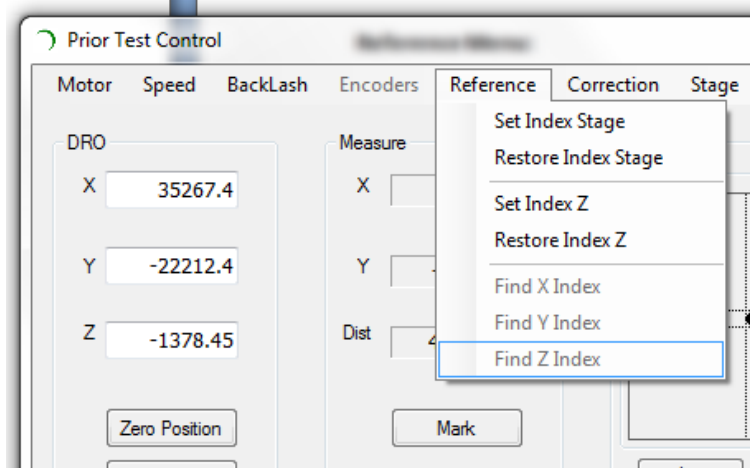 Prior Test Control
Motor Speed BackLash Encoders Reference Correction Stage
Set Index Stage
Restore Index Stage
Set Index Z
Restore Index Z
Find X Index
Find Y Index
Find Z Index
DRO
X 35267.4
Y -22212.4
Z -1378.45
Zero Position
Measure
X
Y
Dist
Mark